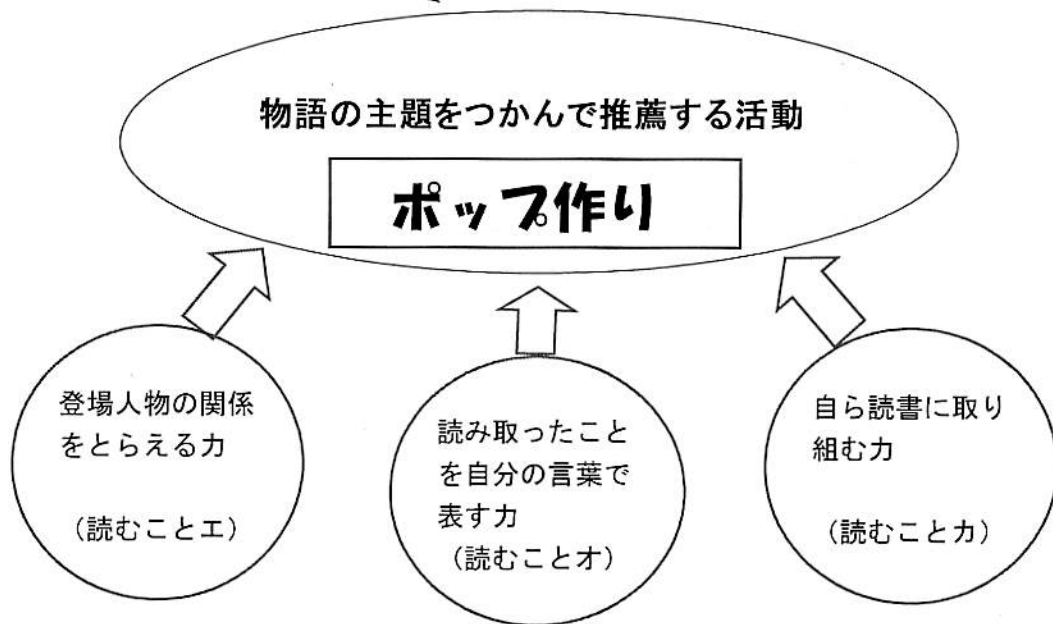 物語の主題をつかんで推薦する活動
ポップ作り
登場人物の関係
をとらえる力
（読むことエ）
読み取ったこと
を自分の言葉で
表す力
（読むことオ）
自ら読書に取り
組む力
（読むことカ）